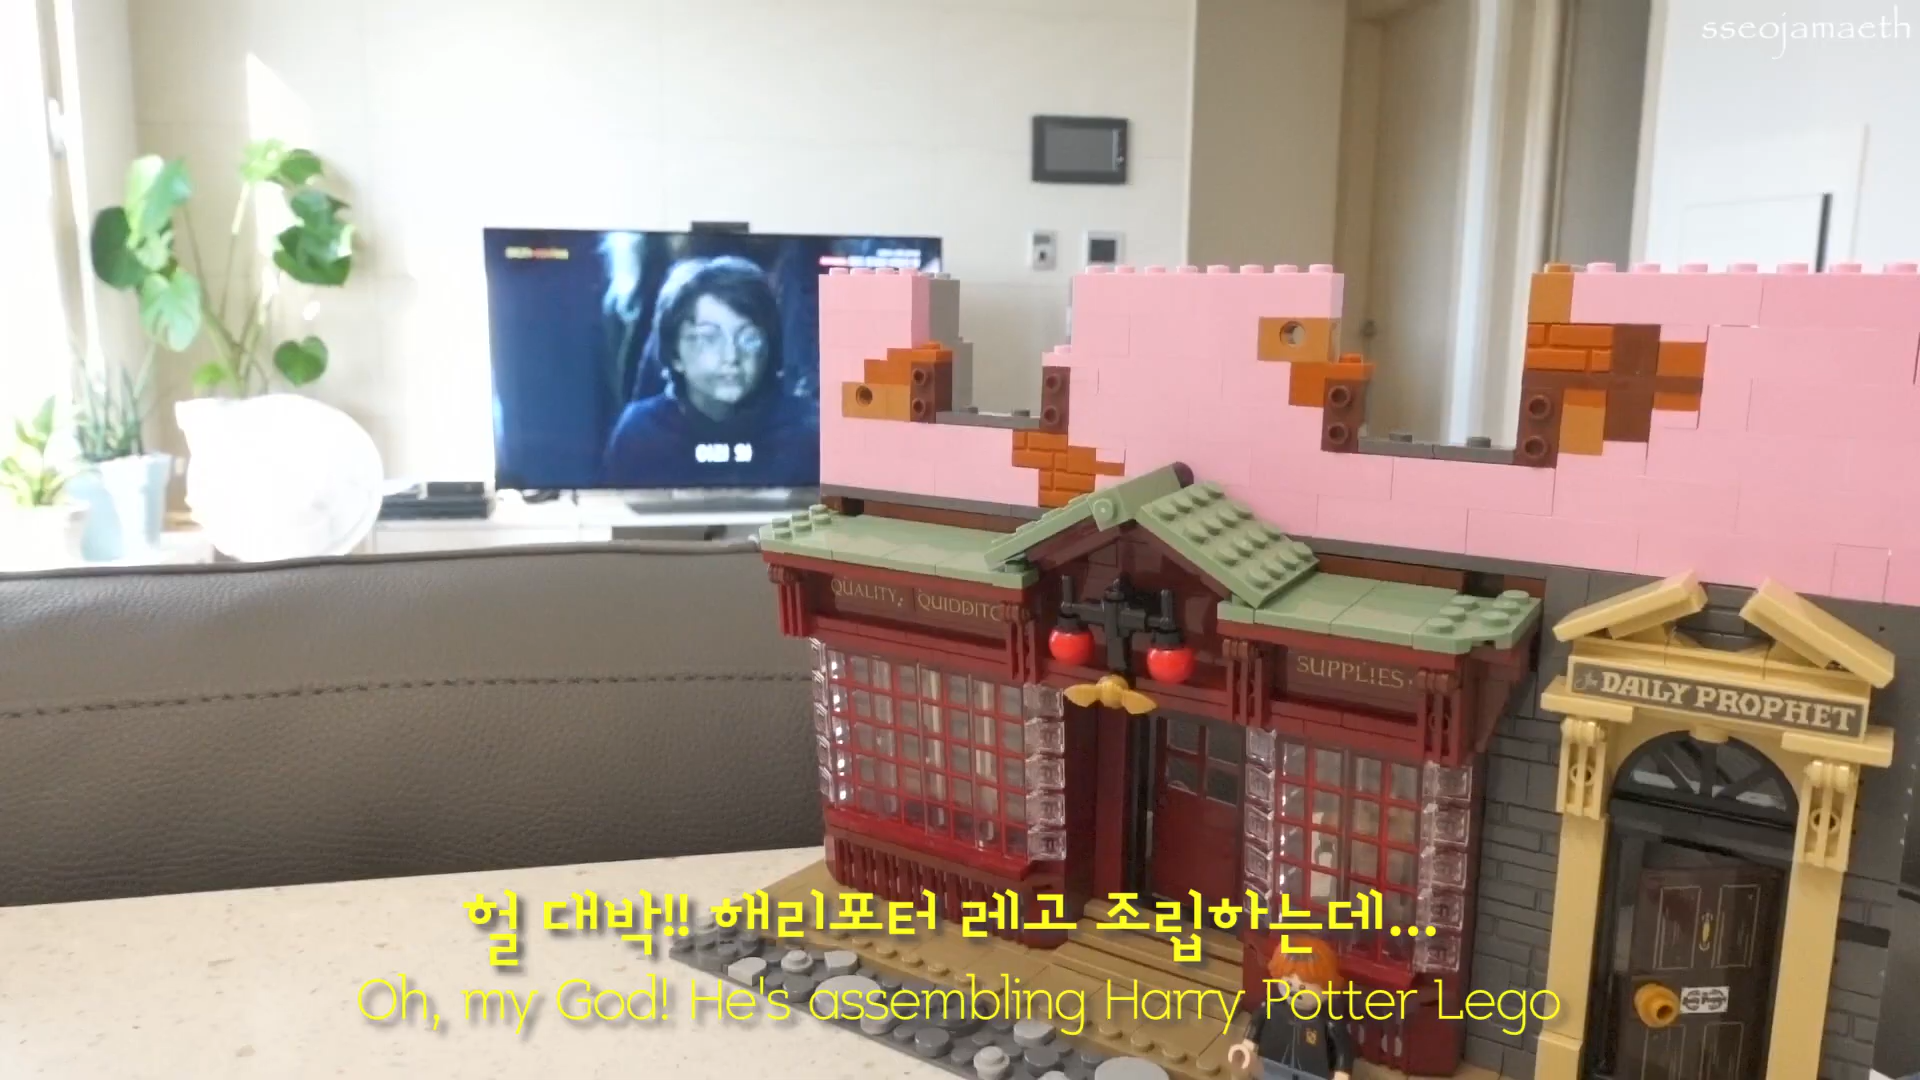 sseojamaeth
QUALITY, QUIDDITC
SUPPLIES
The DAILY PROPHET
헐 대박!! 해리포터 레고 조립하는데...
Oh, my God! He's assembling Harry Potter Lego